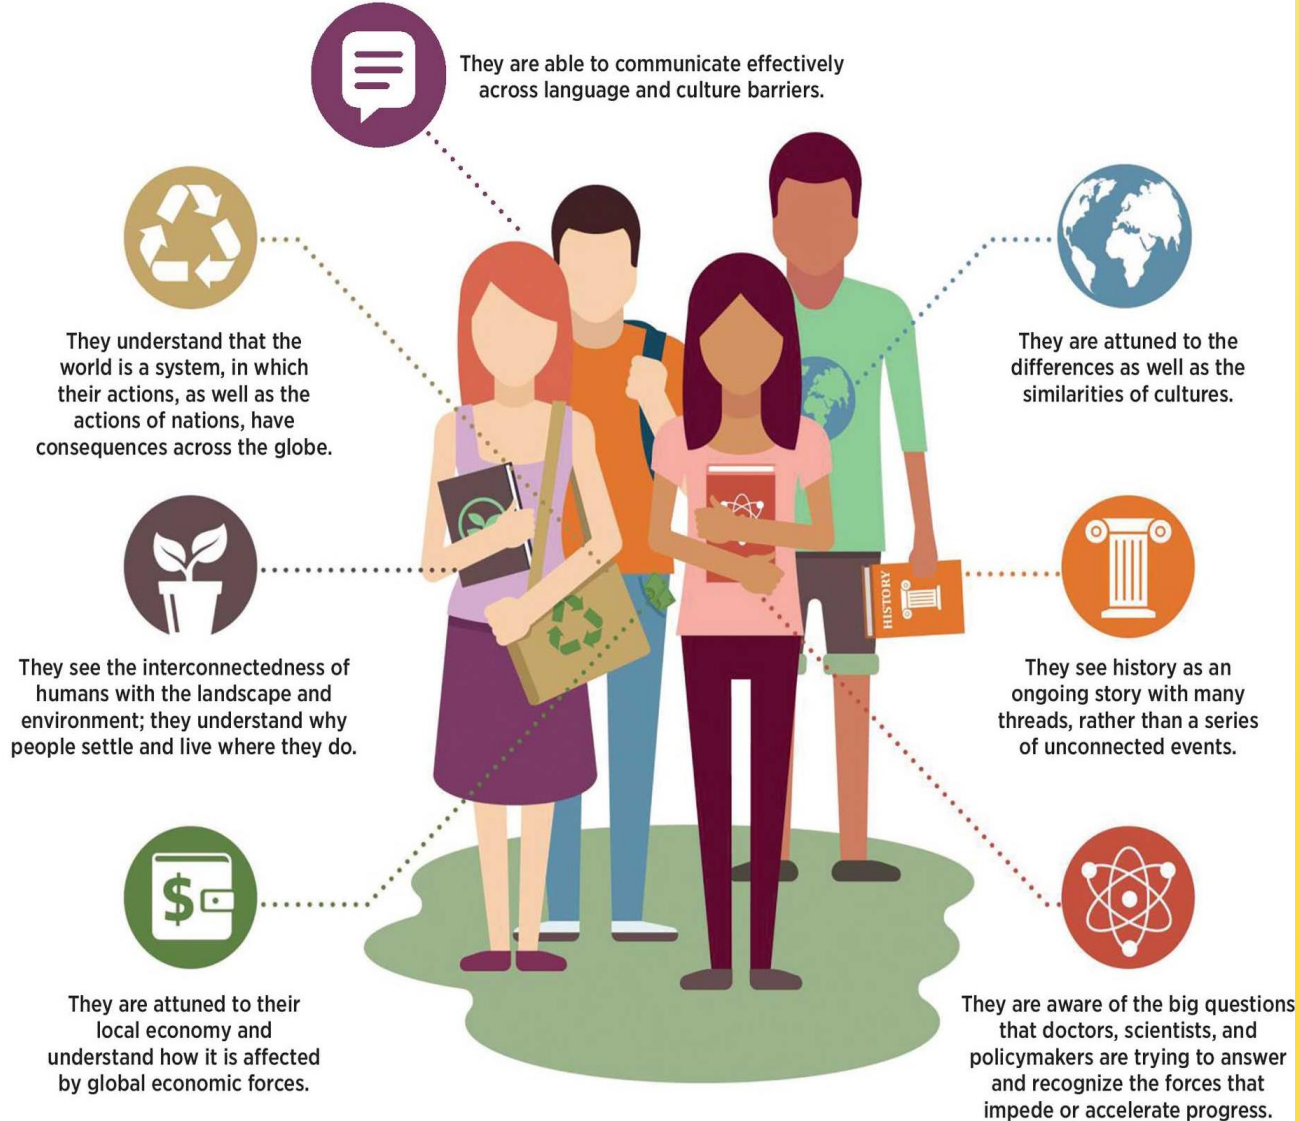 They are able to communicate effectively
across language and culture barriers.
They understand that the
world is a system, in which
their actions, as well as the
actions of nations, have
consequences across the globe.
They are attuned to the
differences as well as the
similarities of cultures.
HISTORY
They see the interconnectedness of
humans with the landscape and
environment; they understand why
people settle and live where they do.
They see history as an
ongoing story with many
threads, rather than a series
of unconnected events.
$
They are attuned to their
local economy and
understand how it is affected
by global economic forces.
They are aware of the big questions
that doctors, scientists, and
policymakers are trying to answer
and recognize the forces that
impede or accelerate progress.